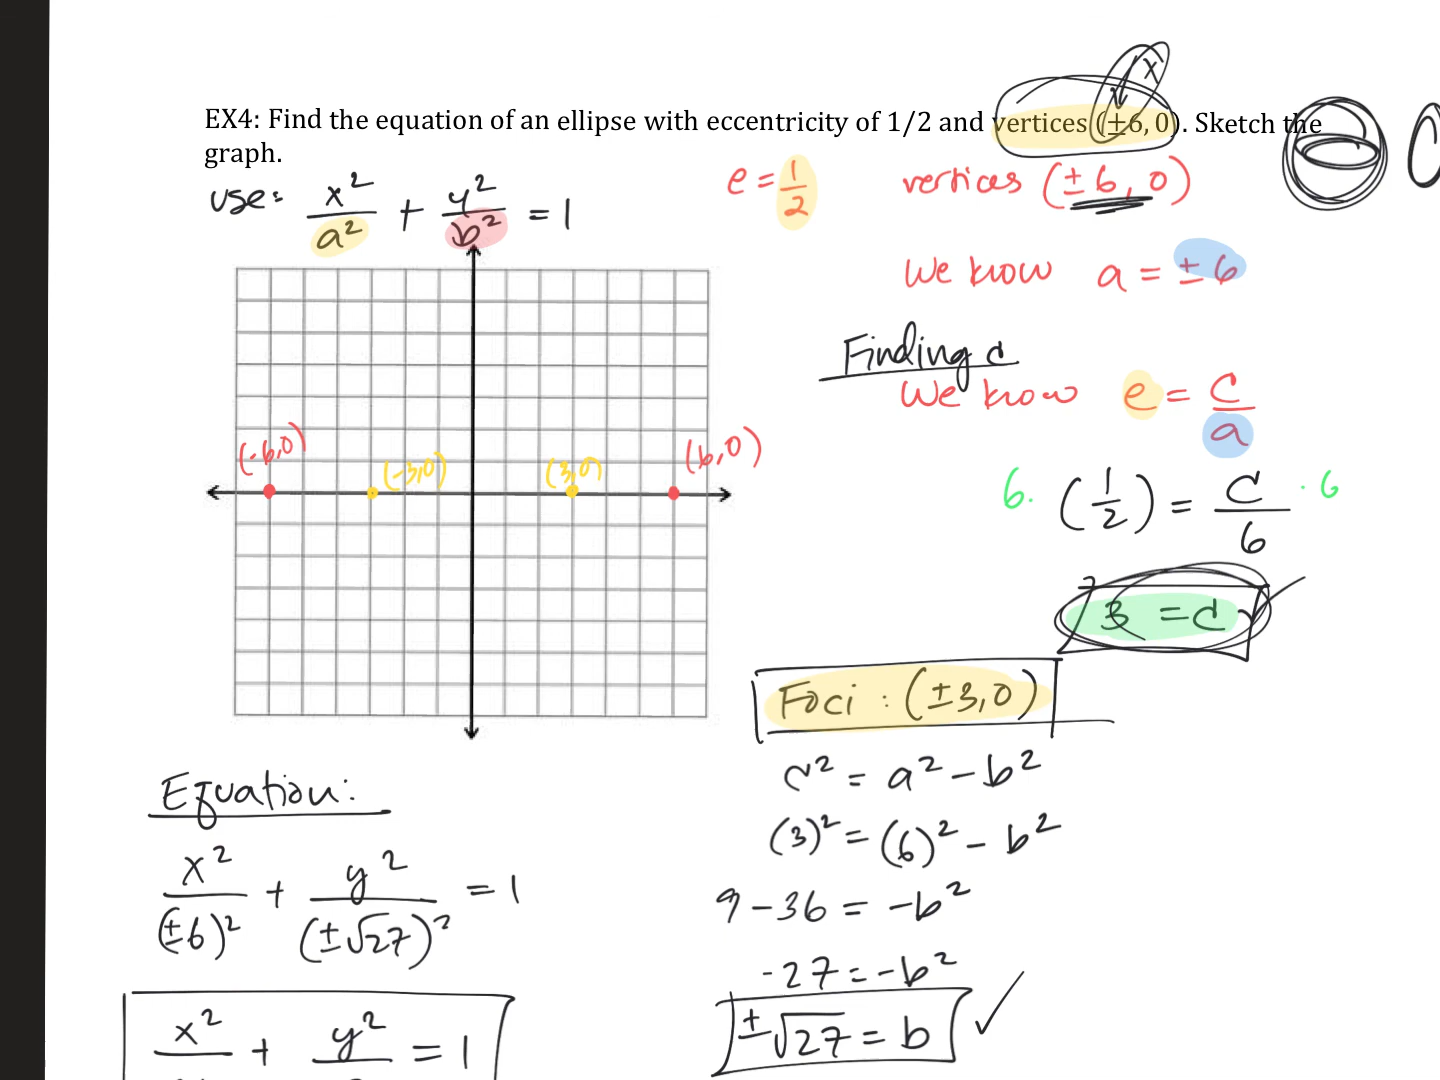 EX4: Find the equation of an ellipse with eccentricity of 1/2 and vertices (±6, 0). Sketch the
graph.
use: x²/a² + y²/b² = 1
e = 1/2
vertices (±6, 0)
We know a = ±6
Finding c
We know e = c/a
6 · (1/2) = c/6 · 6
3 = c
(-6,0)
(-3,0)
(3,0)
(6,0)
Foci : (±3,0)
c² = a² - b²
(3)² = (6)² - b²
9 - 36 = -b²
-27 = -b²
±√27 = b
Equation:
x²/(±6)² + y²/(±√27)² = 1
x² + y² = 1